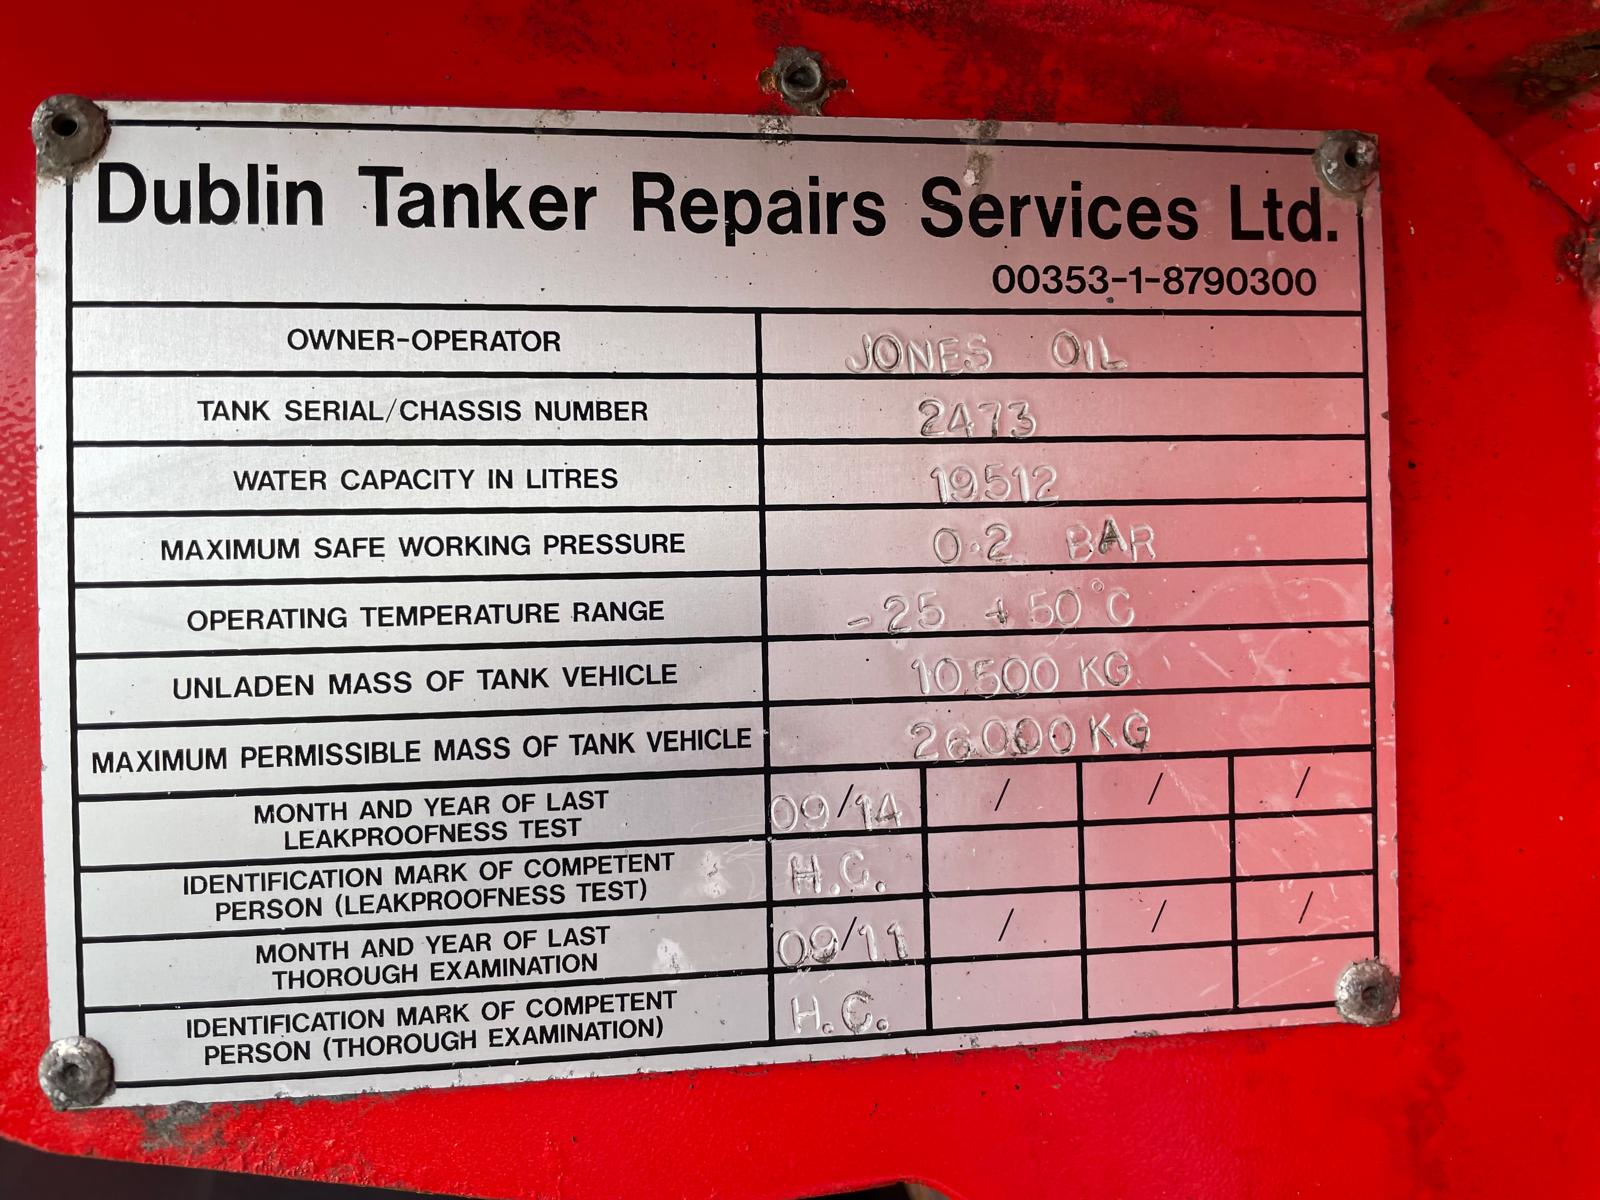 Dublin Tanker Repairs Services Ltd.
00353-1-8790300
OWNER-OPERATOR JONES OIL
TANK SERIAL/CHASSIS NUMBER 2473
WATER CAPACITY IN LITRES 19512
MAXIMUM SAFE WORKING PRESSURE 0.2 BAR
OPERATING TEMPERATURE RANGE -25 +50°C
UNLADEN MASS OF TANK VEHICLE 10,500 KG
MAXIMUM PERMISSIBLE MASS OF TANK VEHICLE 26000 KG
MONTH AND YEAR OF LAST
LEAKPROOFNESS TEST 09/14 / / /
IDENTIFICATION MARK OF COMPETENT
PERSON (LEAKPROOFNESS TEST) H.C.
MONTH AND YEAR OF LAST
THOROUGH EXAMINATION 09/11 / / /
IDENTIFICATION MARK OF COMPETENT
PERSON (THOROUGH EXAMINATION) H.C.